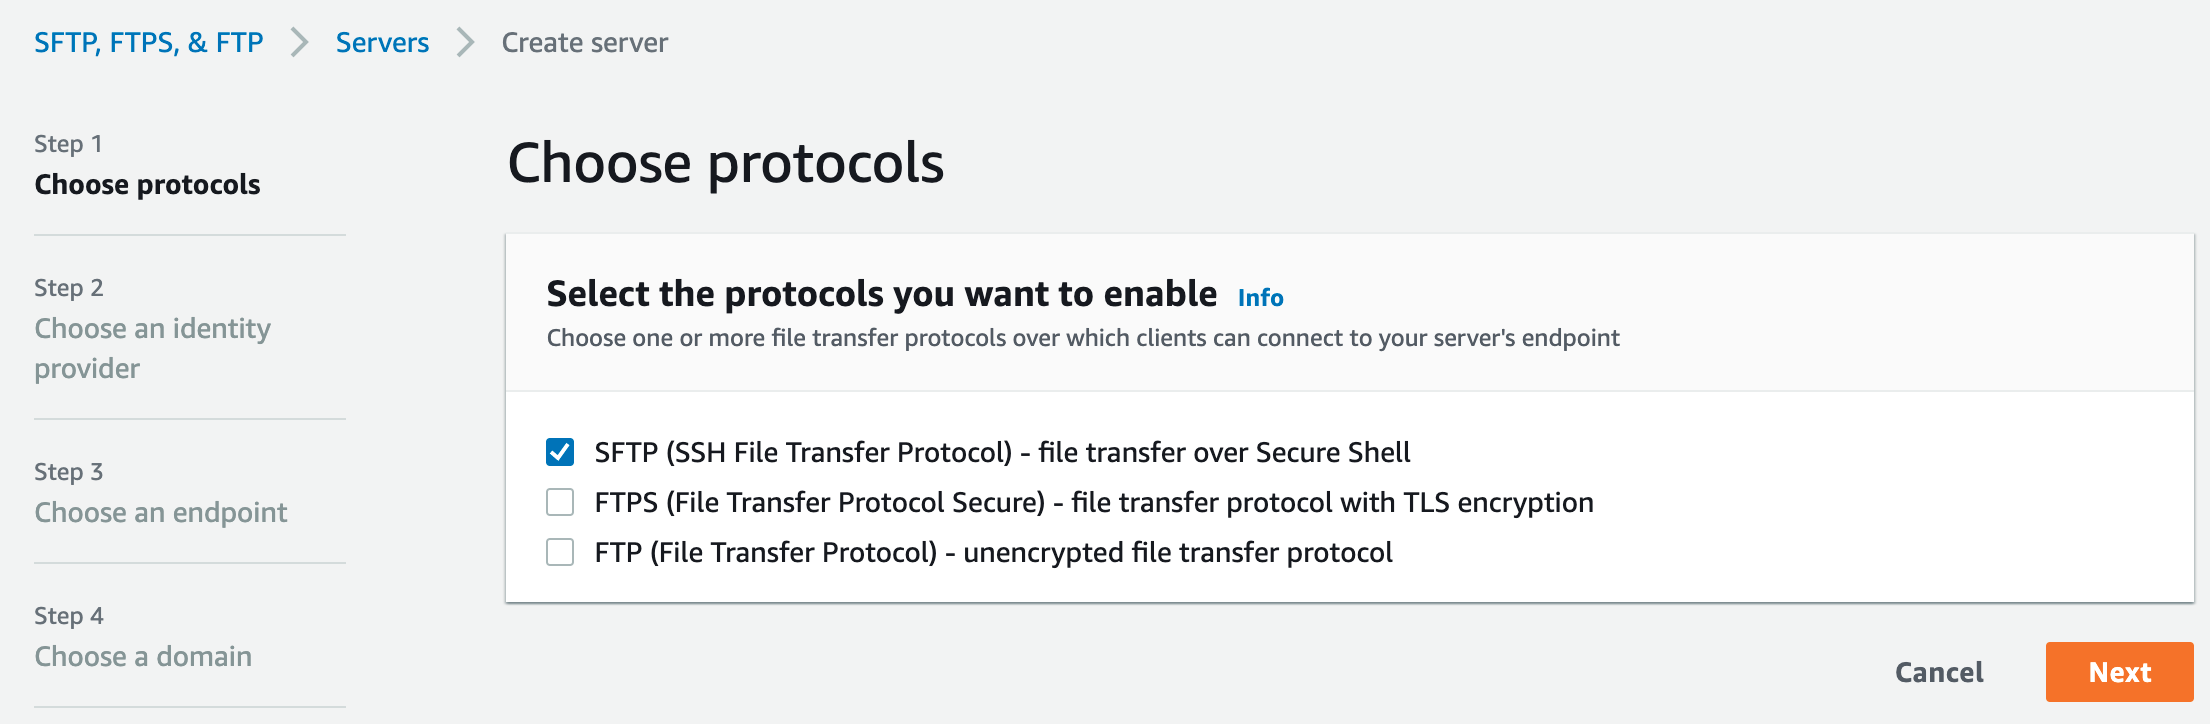 SFTP, FTPS, & FTP > Servers > Create server
Step 1
Choose protocols
Step 2
Choose an identity
provider
Step 3
Choose an endpoint
Step 4
Choose a domain
Choose protocols
Select the protocols you want to enable Info
Choose one or more file transfer protocols over which clients can connect to your server's endpoint
SFTP (SSH File Transfer Protocol) - file transfer over Secure Shell
FTPS (File Transfer Protocol Secure) - file transfer protocol with TLS encryption
FTP (File Transfer Protocol) - unencrypted file transfer protocol
Cancel Next